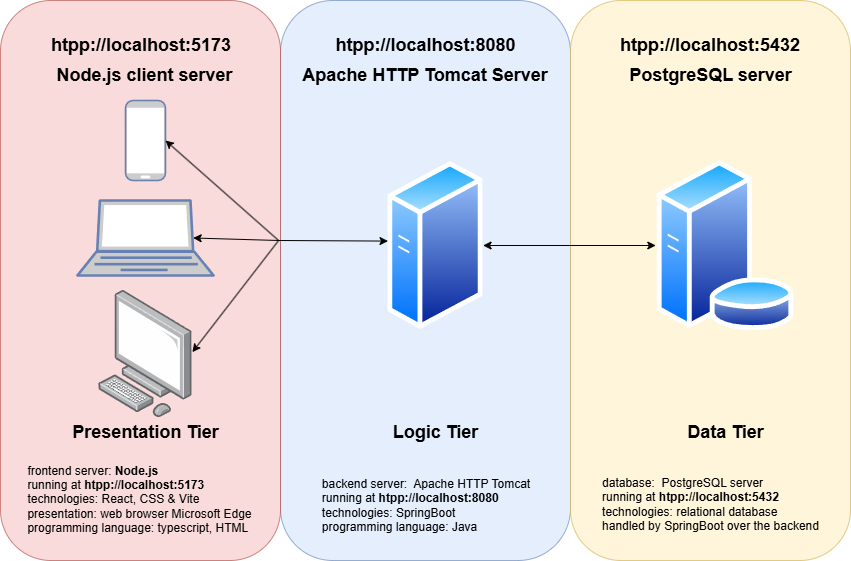 htpp://localhost:5173
Node.js client server
htpp://localhost:8080
Apache HTTP Tomcat Server
htpp://localhost:5432
PostgreSQL server
Presentation Tier
Logic Tier
Data Tier
frontend server: Node.js
running at htpp://localhost:5173
technologies: React, CSS & Vite
presentation: web browser Microsoft Edge
programming language: typescript, HTML
backend server:  Apache HTTP Tomcat
running at htpp://localhost:8080
technologies: SpringBoot
programming language: Java
database:  PostgreSQL server
running at htpp://localhost:5432
technologies: relational database
handled by SpringBoot over the backend